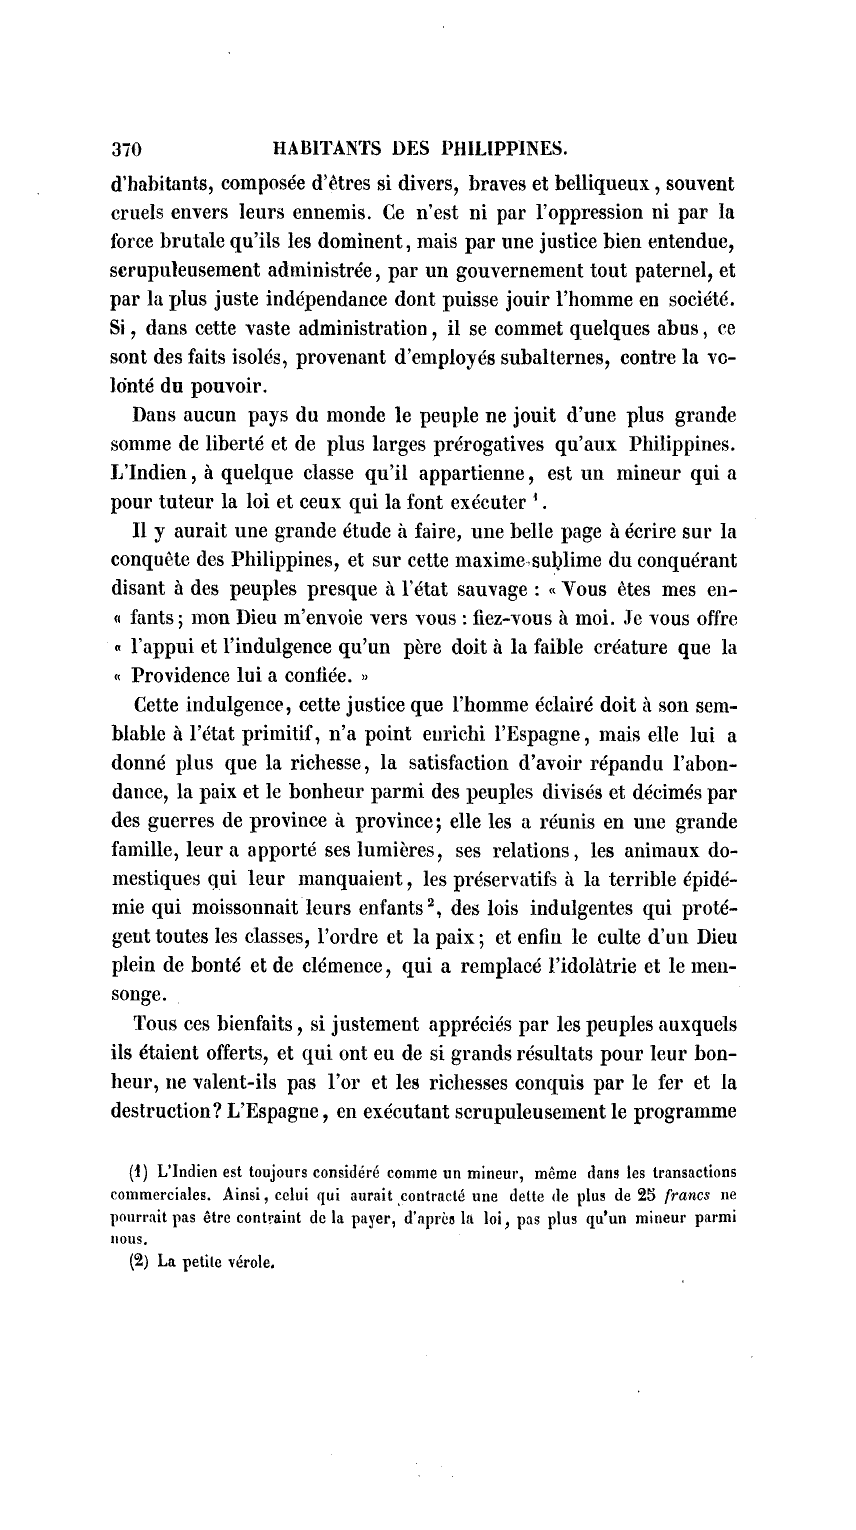 370 HABITANTS DES PHILIPPINES.
d'habitants, composée d'êtres si divers, braves et belliqueux, souvent
cruels envers leurs ennemis. Ce n'est ni par l'oppression ni par la
force brutale qu'ils les dominent, mais par une justice bien entendue,
scrupuleusement administrée, par un gouvernement tout paternel, et
par la plus juste indépendance dont puisse jouir l'homme en société.
Si, dans cette vaste administration, il se commet quelques abus, ce
sont des faits isolés, provenant d'employés subalternes, contre la vo-
lonté du pouvoir.
Dans aucun pays du monde le peuple ne jouit d'une plus grande
somme de liberté et de plus larges prérogatives qu'aux Philippines.
L'Indien, à quelque classe qu'il appartienne, est un mineur qui a
pour tuteur la loi et ceux qui la font exécuter ¹.
Il y aurait une grande étude à faire, une belle page à écrire sur la
conquête des Philippines, et sur cette maxime sublime du conquérant
disant à des peuples presque à l'état sauvage : « Vous êtes mes en-
« fants; mon Dieu m'envoie vers vous : fiez-vous à moi. Je vous offre
« l'appui et l'indulgence qu'un père doit à la faible créature que la
« Providence lui a confiée. »
Cette indulgence, cette justice que l'homme éclairé doit à son sem-
blable à l'état primitif, n'a point enrichi l'Espagne, mais elle lui a
donné plus que la richesse, la satisfaction d'avoir répandu l'abon-
dance, la paix et le bonheur parmi des peuples divisés et décimés par
des guerres de province à province; elle les a réunis en une grande
famille, leur a apporté ses lumières, ses relations, les animaux do-
mestiques qui leur manquaient, les préservatifs à la terrible épidé-
mie qui moissonnait leurs enfants ², des lois indulgentes qui proté-
gent toutes les classes, l'ordre et la paix; et enfin le culte d'un Dieu
plein de bonté et de clémence, qui a remplacé l'idolâtrie et le men-
songe.
Tous ces bienfaits, si justement appréciés par les peuples auxquels
ils étaient offerts, et qui ont eu de si grands résultats pour leur bon-
heur, ne valent-ils pas l'or et les richesses conquis par le fer et la
destruction? L'Espagne, en exécutant scrupuleusement le programme
(1) L'Indien est toujours considéré comme un mineur, même dans les transactions
commerciales. Ainsi, celui qui aurait contracté une dette de plus de 25 francs ne
pourrait pas être contraint de la payer, d'après la loi, pas plus qu'un mineur parmi
nous.
(2) La petite vérole.